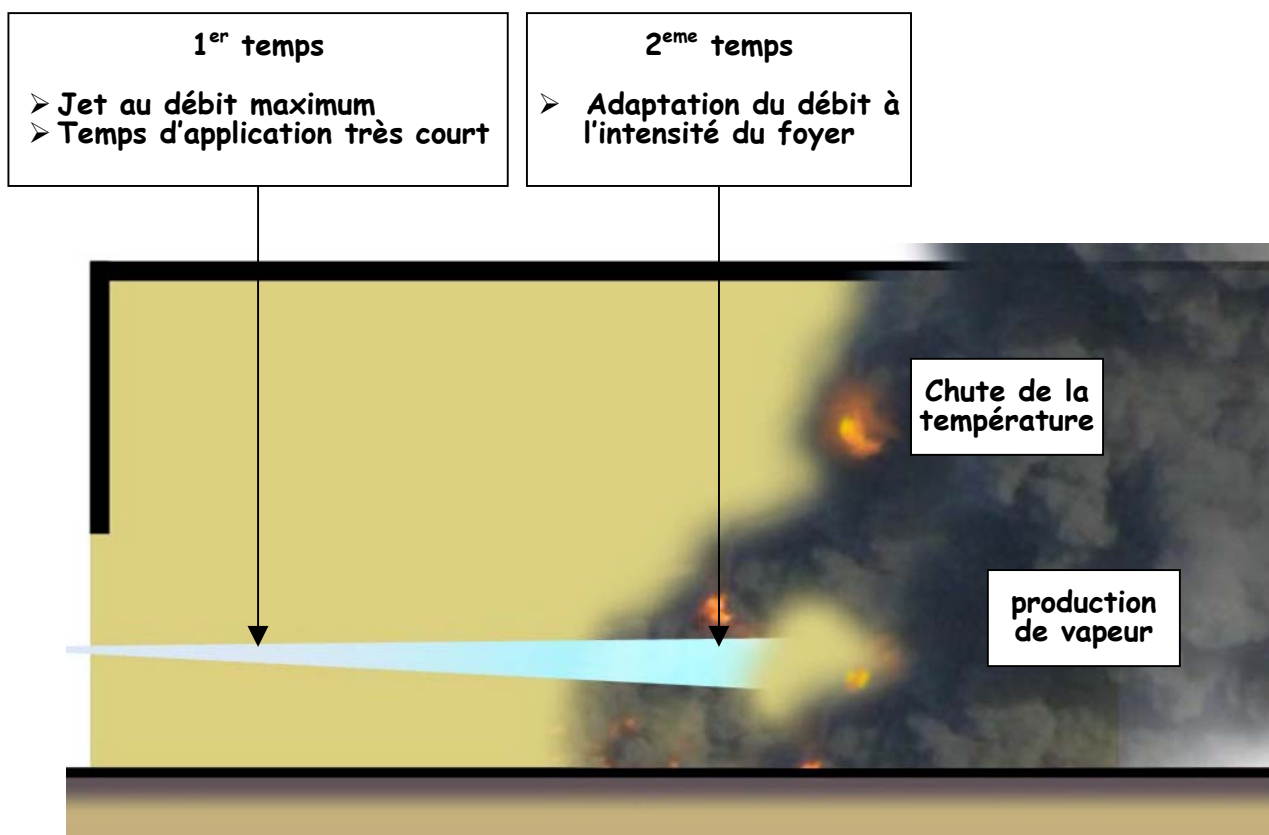 1er temps
➢ Jet au débit maximum
➢ Temps d’application très court
2eme temps
➢ Adaptation du débit à
l’intensité du foyer
Chute de la
température
production
de vapeur